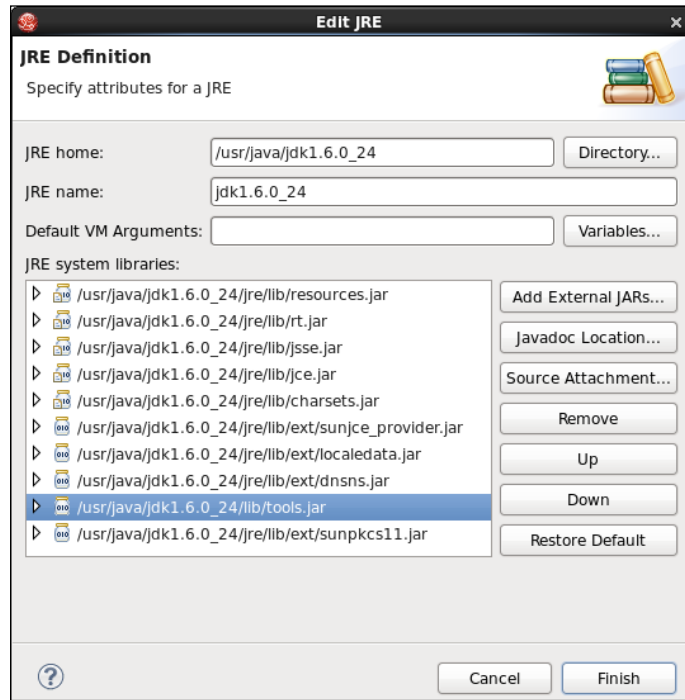 Edit JRE
JRE Definition
Specify attributes for a JRE
JRE home: /usr/java/jdk1.6.0_24 Directory...
JRE name: jdk1.6.0_24
Default VM Arguments: Variables...
JRE system libraries:
/usr/java/jdk1.6.0_24/jre/lib/resources.jar
/usr/java/jdk1.6.0_24/jre/lib/rt.jar
/usr/java/jdk1.6.0_24/jre/lib/jsse.jar
/usr/java/jdk1.6.0_24/jre/lib/jce.jar
/usr/java/jdk1.6.0_24/jre/lib/charsets.jar
/usr/java/jdk1.6.0_24/jre/lib/ext/sunjce_provider.jar
/usr/java/jdk1.6.0_24/jre/lib/ext/localedata.jar
/usr/java/jdk1.6.0_24/jre/lib/ext/dnsns.jar
/usr/java/jdk1.6.0_24/lib/tools.jar
/usr/java/jdk1.6.0_24/jre/lib/ext/sunpkcs11.jar
Add External JARs...
Javadoc Location...
Source Attachment...
Remove
Up
Down
Restore Default
? Cancel Finish